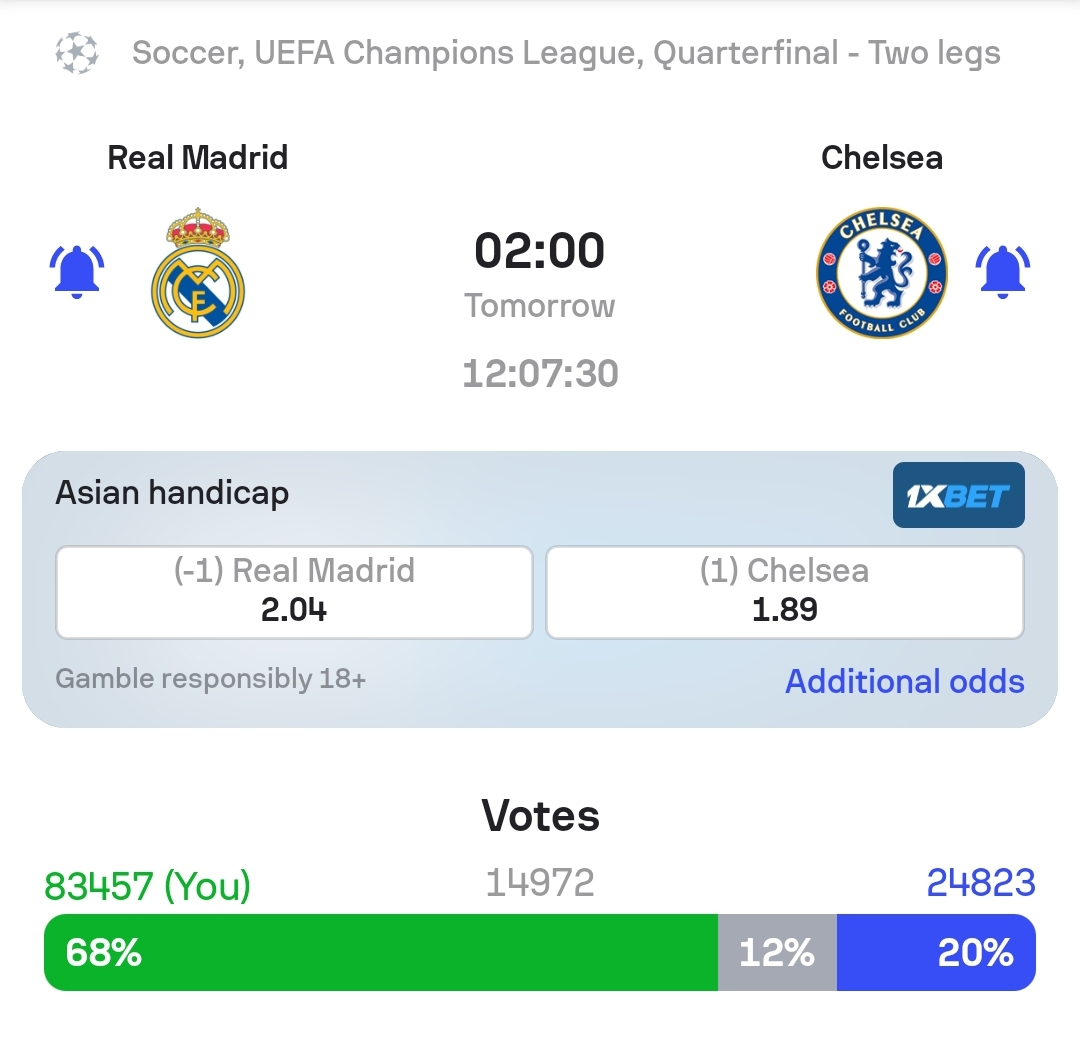 Soccer, UEFA Champions League, Quarterfinal - Two legs
Real Madrid
Chelsea
CHELSEA
FOOTBALL CLUB
02:00
Tomorrow
12:07:30
Asian handicap
1XBET
(-1) Real Madrid
2.04
(1) Chelsea
1.89
Gamble responsibly 18+
Additional odds
Votes
83457 (You)
14972
24823
68%
12%
20%